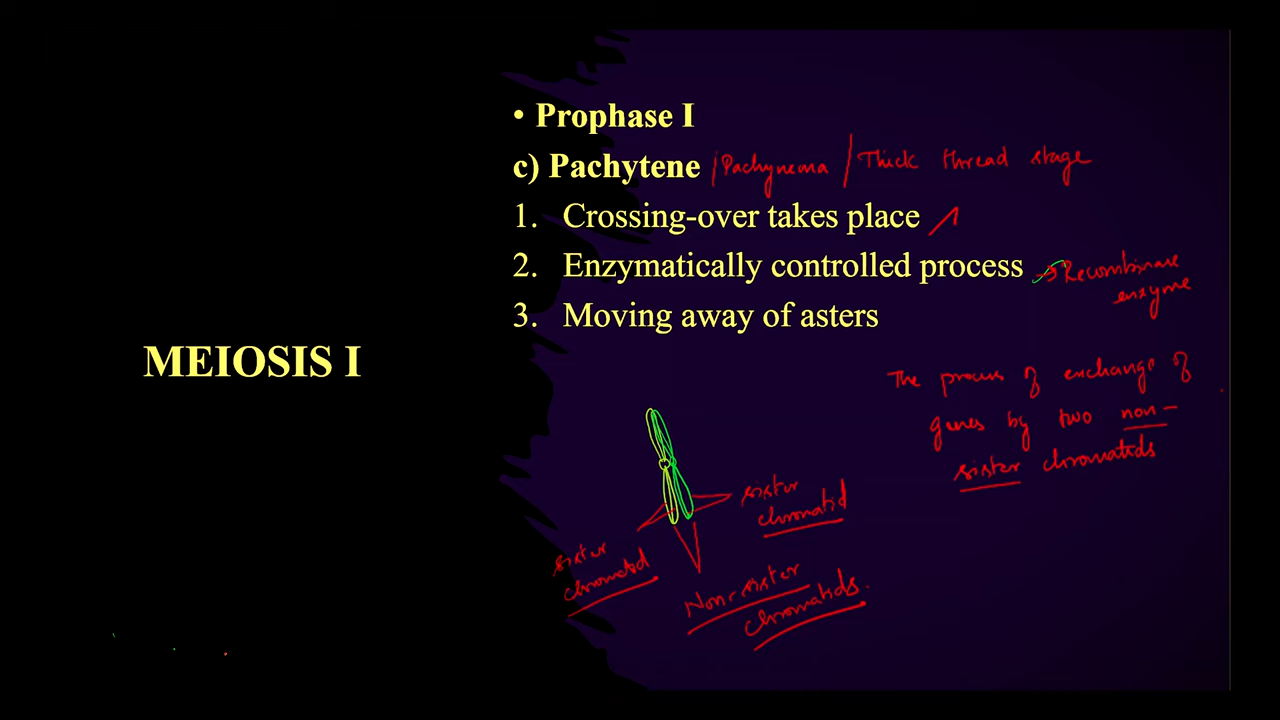 MEIOSIS I
• Prophase I
c) Pachytene / Pachynema / Thick thread stage
1. Crossing-over takes place
2. Enzymatically controlled process → Recombinase
enzyme
3. Moving away of asters
The process of exchange of
genes by two non-
sister chromatids
sister
chromatid
sister
chromatid
Non-sister
chromatids.